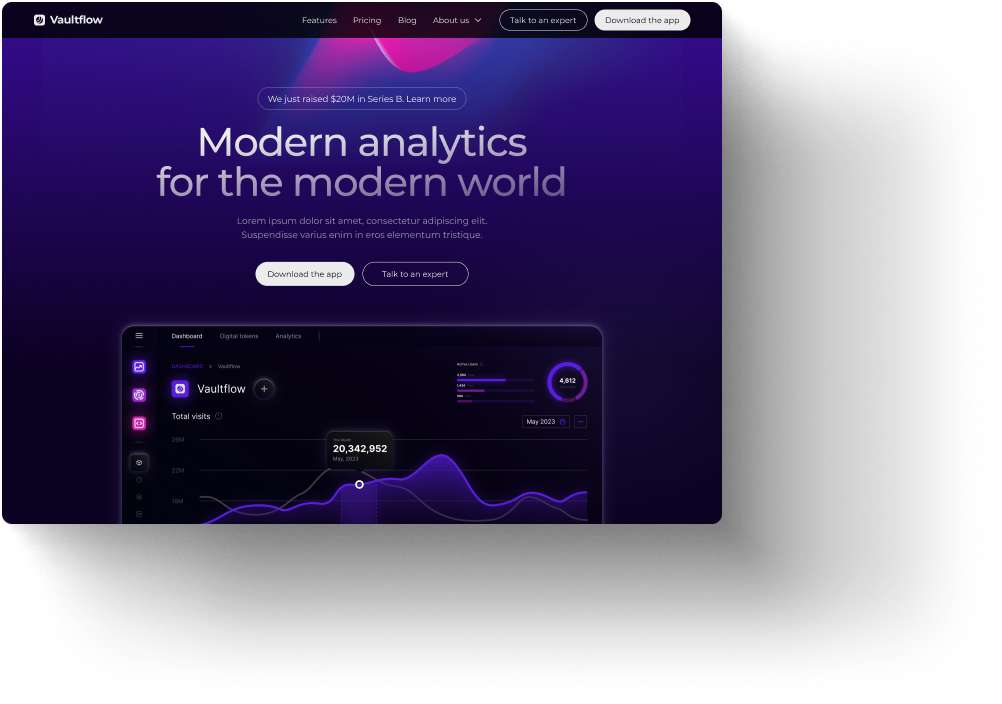 Vaultflow
Features Pricing Blog About us Talk to an expert Download the app
We just raised $20M in Series B. Learn more
Modern analytics
for the modern world
Lorem ipsum dolor sit amet, consectetur adipiscing elit.
Suspendisse varius enim in eros elementum tristique.
Download the app Talk to an expert
Dashboard Digital tokens Analytics
DASHBOARD Vaultflow
Vaultflow
Active Users
4,612
Total visits
May 2023
26M
This Month
20,342,952
May, 2023
22M
18M